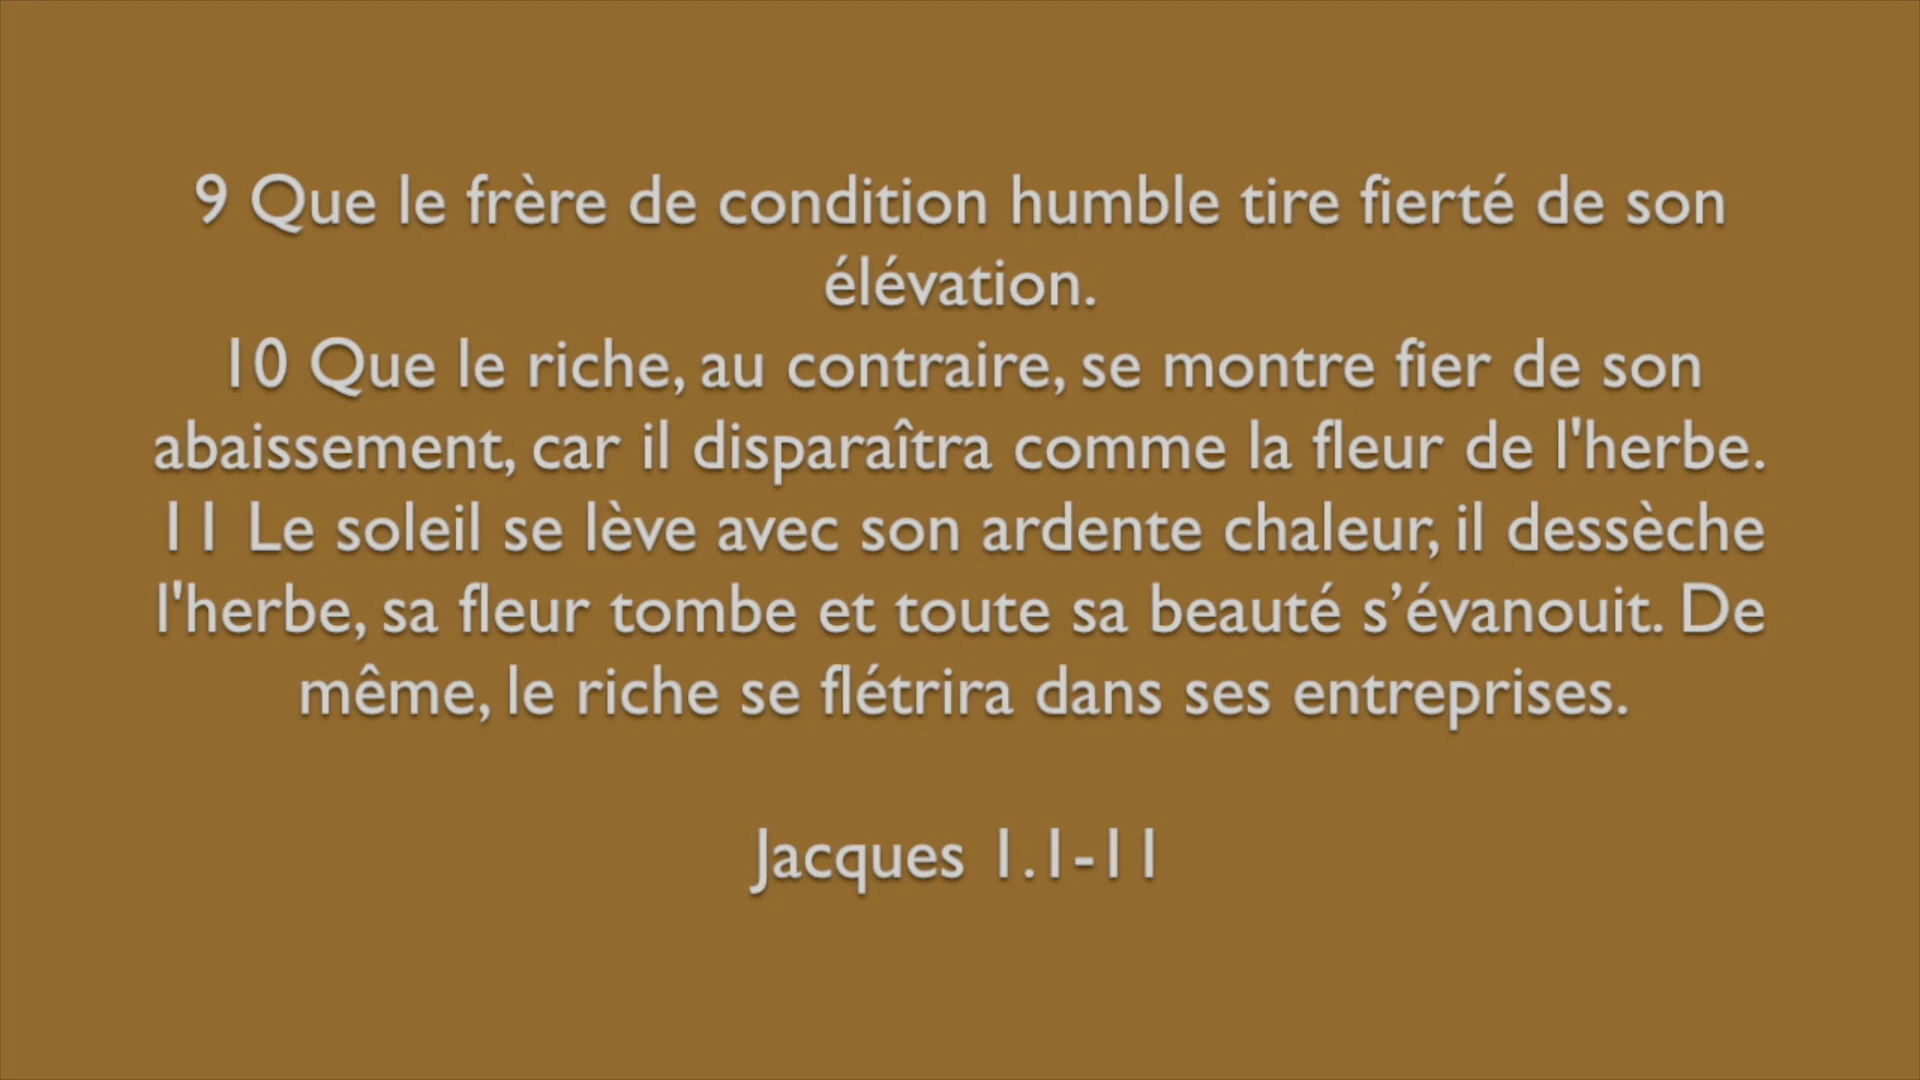 9 Que le frère de condition humble tire fierté de son
élévation.
10 Que le riche, au contraire, se montre fier de son
abaissement, car il disparaîtra comme la fleur de l'herbe.
11 Le soleil se lève avec son ardente chaleur, il dessèche
l'herbe, sa fleur tombe et toute sa beauté s’évanouit. De
même, le riche se flétrira dans ses entreprises.
Jacques 1.1-11